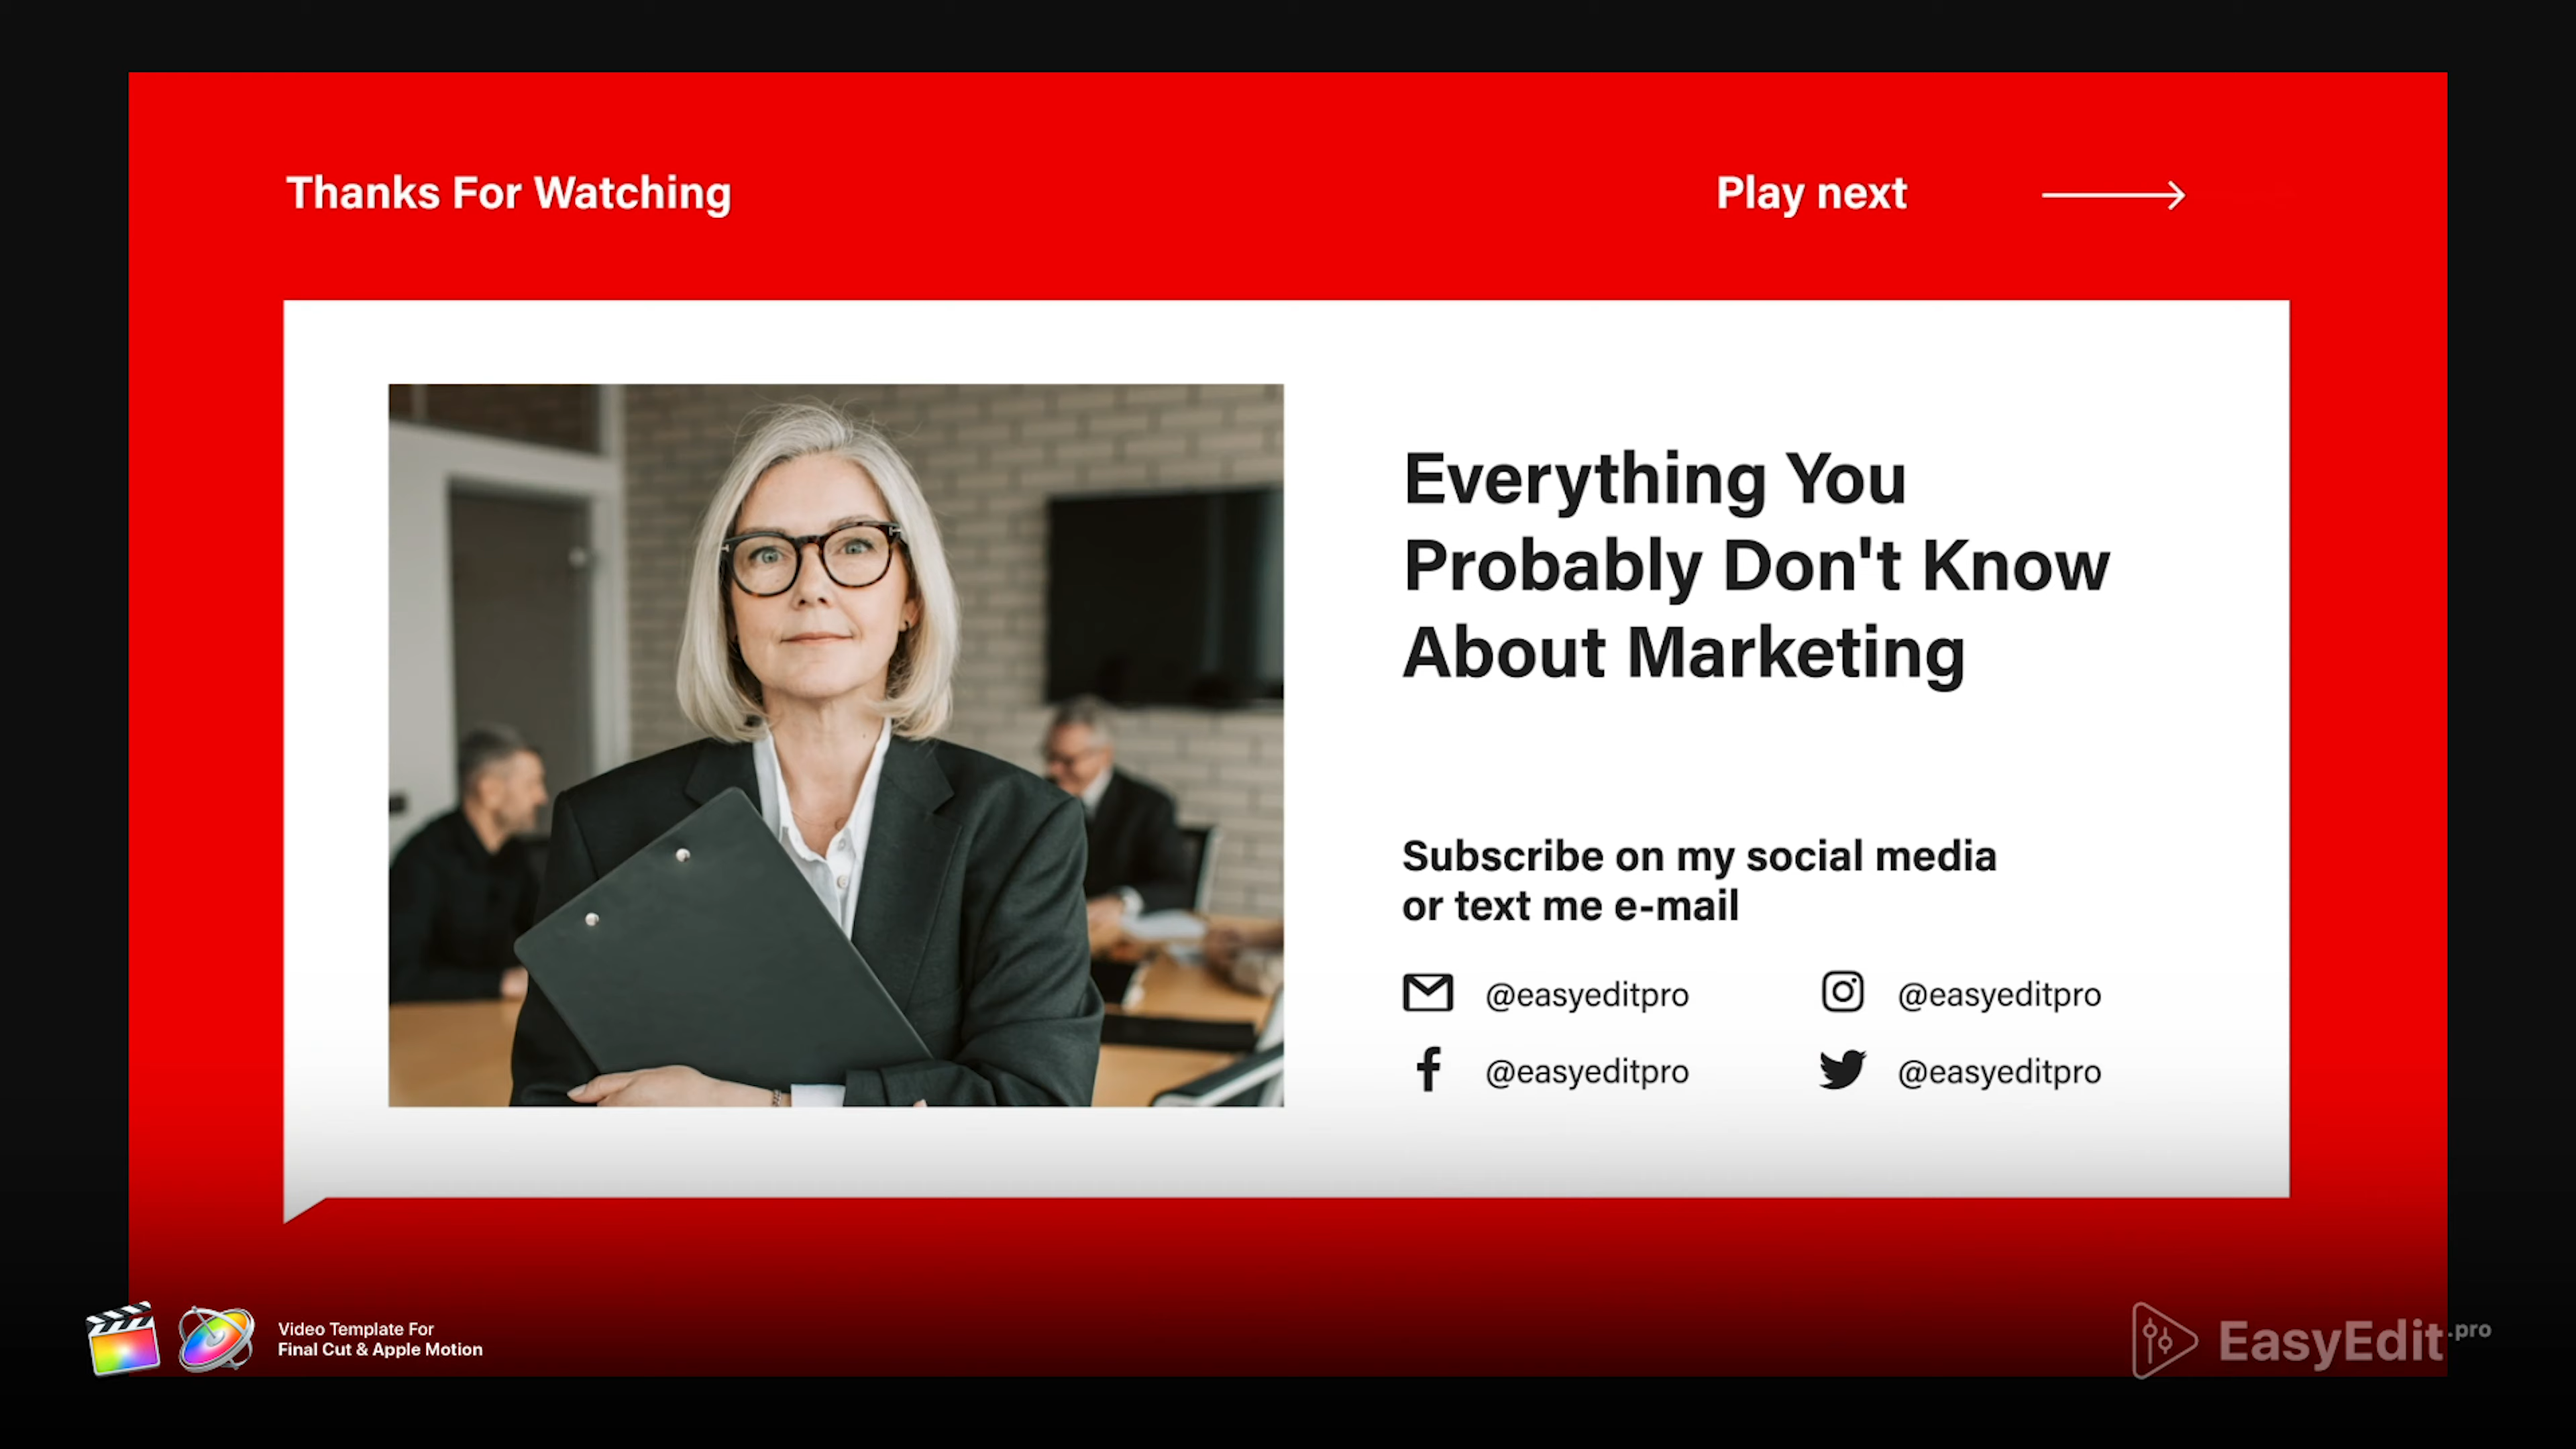 Thanks For Watching
Play next
Everything You
Probably Don't Know
About Marketing
Subscribe on my social media
or text me e-mail
@easyeditpro
@easyeditpro
@easyeditpro
@easyeditpro
Video Template For
Final Cut & Apple Motion
EasyEdit.pro